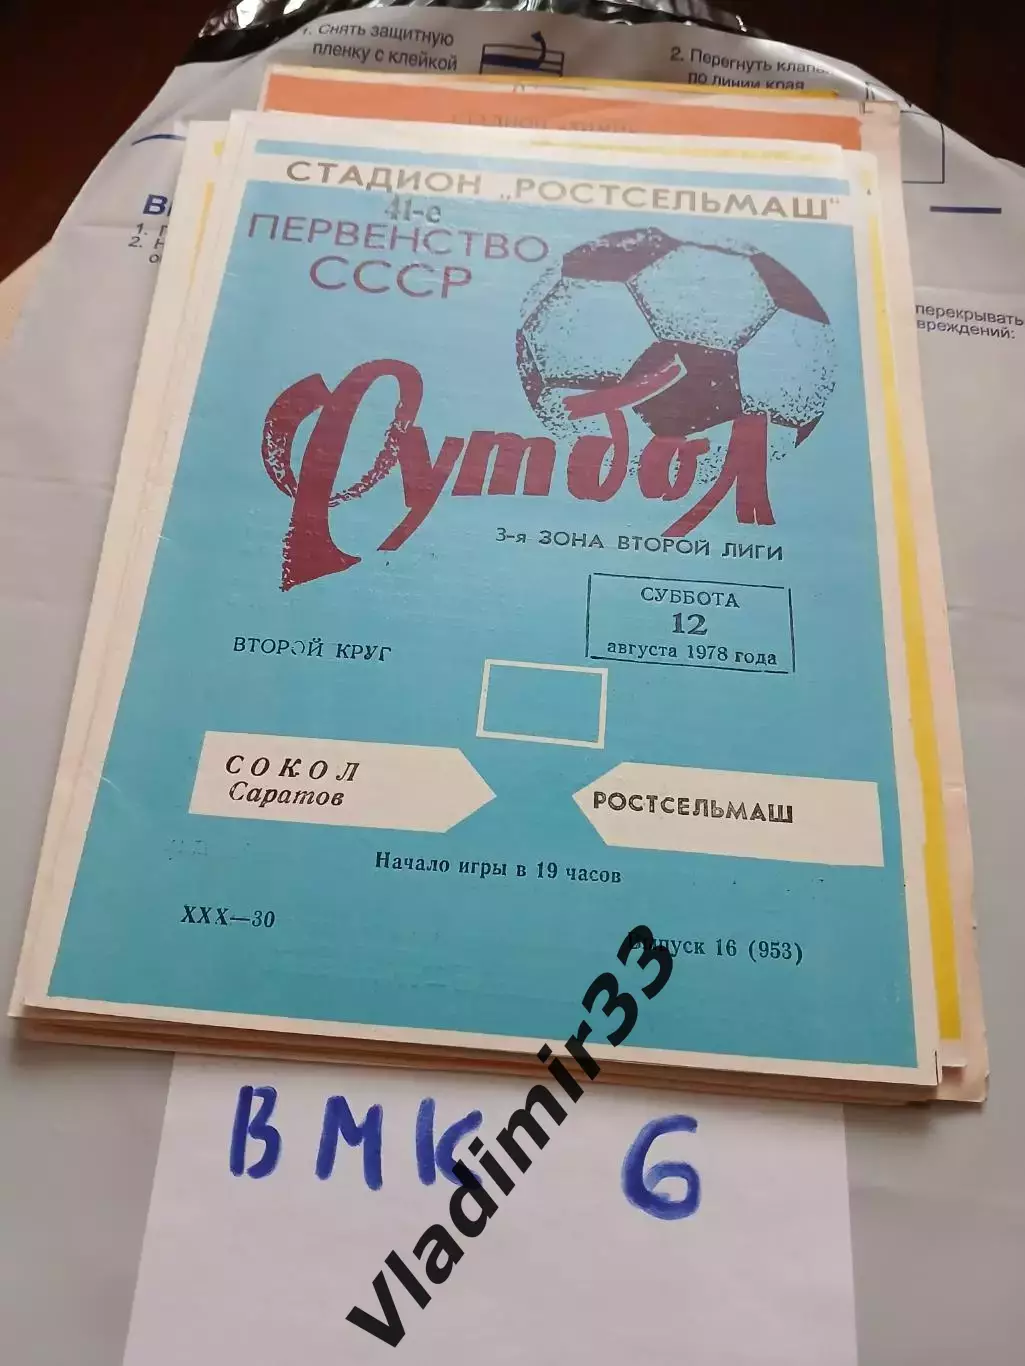 1. Снять защитную
пленку с клейкой
2. Перегнуть
по линии края
СТАДИОН „РОСТСЕЛЬМАШ"
41-е
ПЕРВЕНСТВО
СССР
Футбол
3-я ЗОНА ВТОРОЙ ЛИГИ
СУББОТА
12
августа 1978 года
ВТОРОЙ КРУГ
СОКОЛ
Саратов
РОСТСЕЛЬМАШ
Начало игры в 19 часов
XXX—30
Выпуск 16 (953)
перекрывать
вреждений:
ВМК 6
Vladimir33